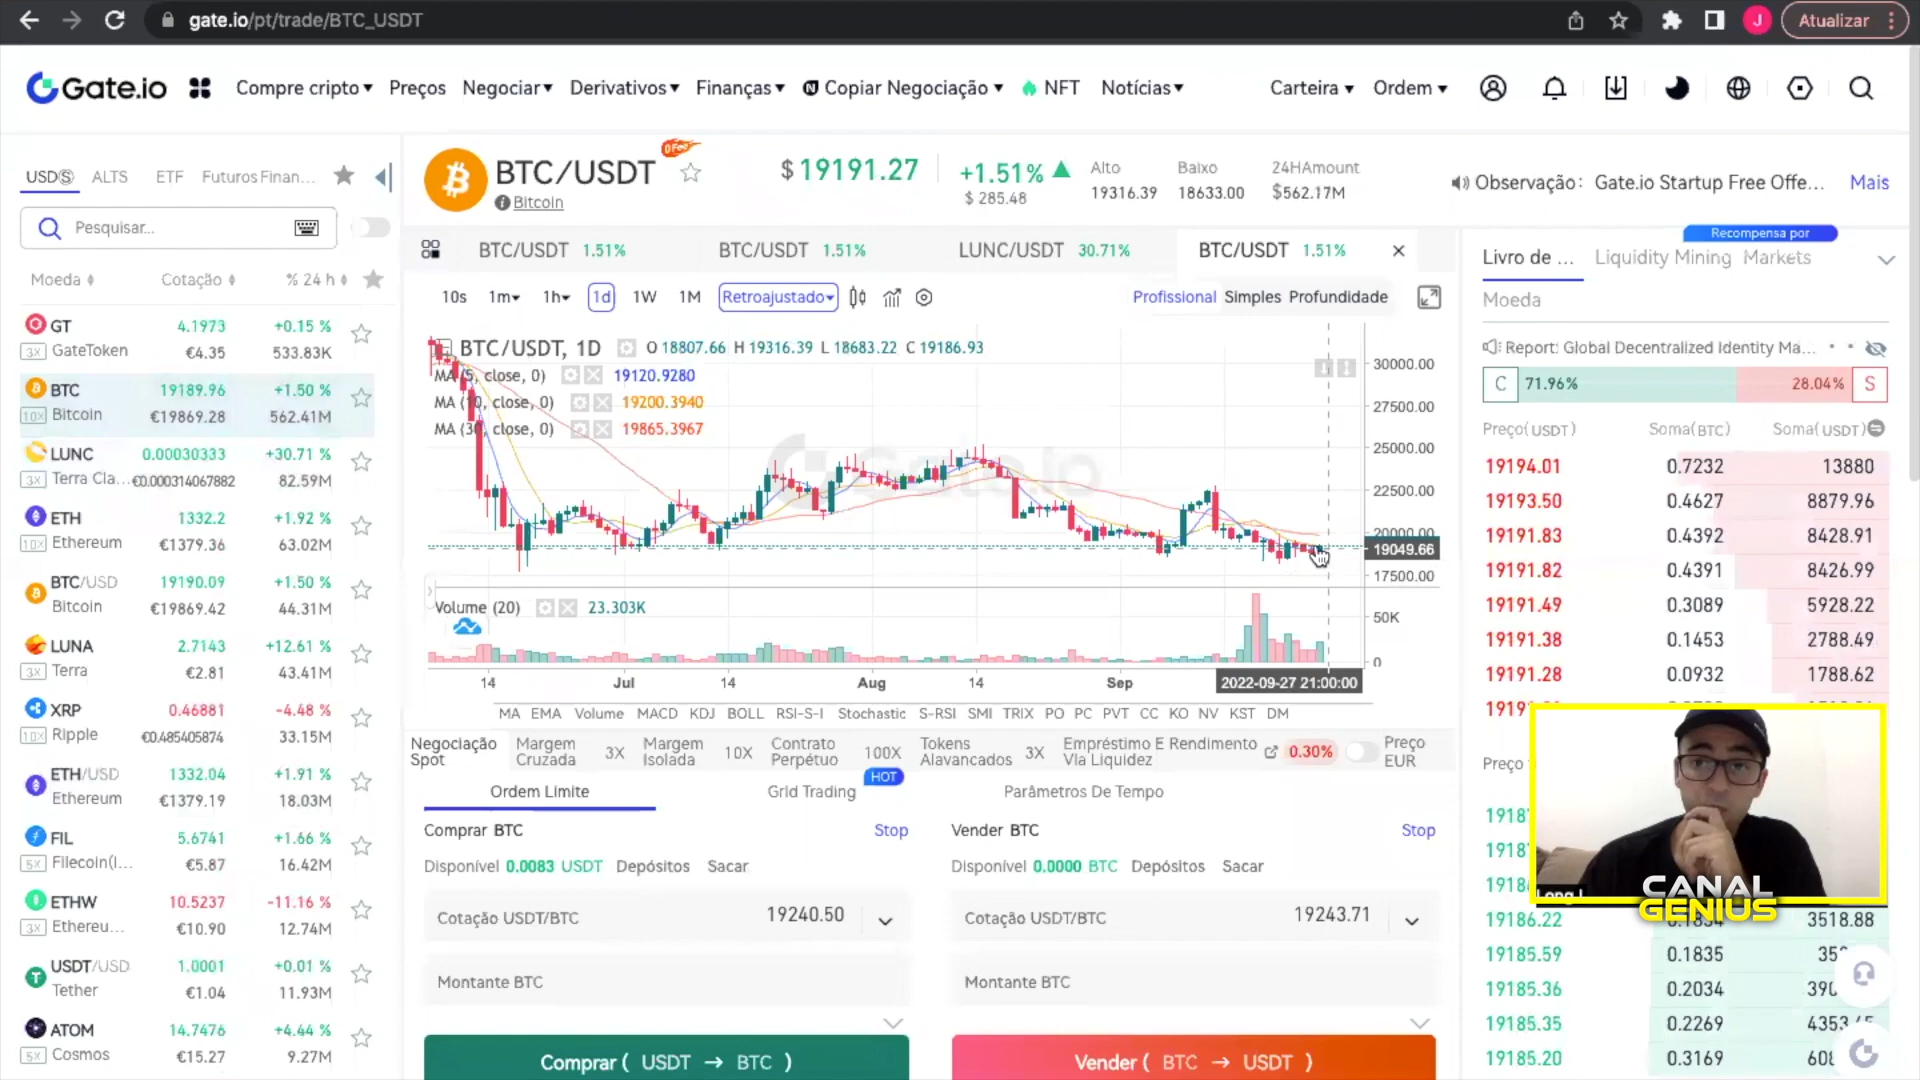 gate.io/pt/trade/BTC_USDT
J
Atualizar
Gate.io
Compre cripto
Preços
Negociar
Derivativos
Finanças
Copiar Negociação
NFT
Notícias
Carteira
Ordem
USDⓈ
ALTS
ETF
Futuros Finan...
Pesquisar...
Moeda
Cotação
% 24 h
GT 4.1973 +0.15 %
3X GateToken €4.35 533.83K
BTC 19189.96 +1.50 %
10X Bitcoin €19869.28 562.41M
LUNC 0.00030333 +30.71 %
3X Terra Cla... €0.000314067882 82.59M
ETH 1332.2 +1.92 %
10X Ethereum €1379.36 63.02M
BTC/USD 19190.09 +1.50 %
Bitcoin €19869.42 44.31M
LUNA 2.7143 +12.61 %
3X Terra €2.81 43.41M
XRP 0.46881 -4.48 %
10X Ripple €0.485405874 33.15M
ETH/USD 1332.04 +1.91 %
Ethereum €1379.19 18.03M
FIL 5.6741 +1.66 %
5X Filecoin(I... €5.87 16.42M
ETHW 10.5237 -11.16 %
3X Ethereu... €10.90 12.74M
USDT/USD 1.0001 +0.01 %
Tether €1.04 11.93M
ATOM 14.7476 +4.44 %
5X Cosmos €15.27 9.27M
BTC/USDT
0 Fee
Bitcoin
$ 19191.27
+1.51%
$ 285.48
Alto
19316.39
Baixo
18633.00
24HAmount
$562.17M
Observação: Gate.io Startup Free Offe...
Mais
BTC/USDT 1.51%
BTC/USDT 1.51%
LUNC/USDT 30.71%
BTC/USDT 1.51%
10s
1m
1h
1d
1W
1M
Retroajustado
Profissional
Simples
Profundidade
BTC/USDT, 1D O 18807.66 H 19316.39 L 18683.22 C 19186.93
MA (5, close, 0) 19120.9280
MA (10, close, 0) 19200.3940
MA (30, close, 0) 19865.3967
Gate.io
30000.00
27500.00
25000.00
22500.00
20000.00
19049.66
17500.00
Volume (20) 23.303K
50K
0
14
Jul
14
Aug
14
Sep
2022-09-27 21:00:00
MA EMA Volume MACD KDJ BOLL RSI-S-I Stochastic S-RSI SMI TRIX PO PC PVT CC KO NV KST DM
Negociação Spot
Margem Cruzada 3X
Margem Isolada 10X
Contrato Perpétuo 100X
HOT
Tokens Alavancados 3X
Empréstimo E Rendimento Via Liquidez
0.30%
Preço EUR
Ordem Limite
Grid Trading
Parâmetros De Tempo
Comprar BTC
Stop
Disponível 0.0083 USDT Depósitos Sacar
Cotação USDT/BTC 19240.50
Montante BTC
Comprar ( USDT → BTC )
Vender BTC
Stop
Disponível 0.0000 BTC Depósitos Sacar
Cotação USDT/BTC 19243.71
Montante BTC
Vender ( BTC → USDT )
Recompensa por
Livro de ...
Liquidity Mining
Markets
Moeda
Report: Global Decentralized Identity Ma...
C 71.96% 28.04% S
Preço(USDT) Soma(BTC) Soma(USDT)
19194.01 0.7232 13880
19193.50 0.4627 8879.96
19191.83 0.4392 8428.91
19191.82 0.4391 8426.99
19191.49 0.3089 5928.22
19191.38 0.1453 2788.49
19191.28 0.0932 1788.62
Preço
CANAL
GENIUS
19186.22 0.1834 3518.88
19185.59 0.1835
19185.36 0.2034
19185.35 0.2269
19185.20 0.3169